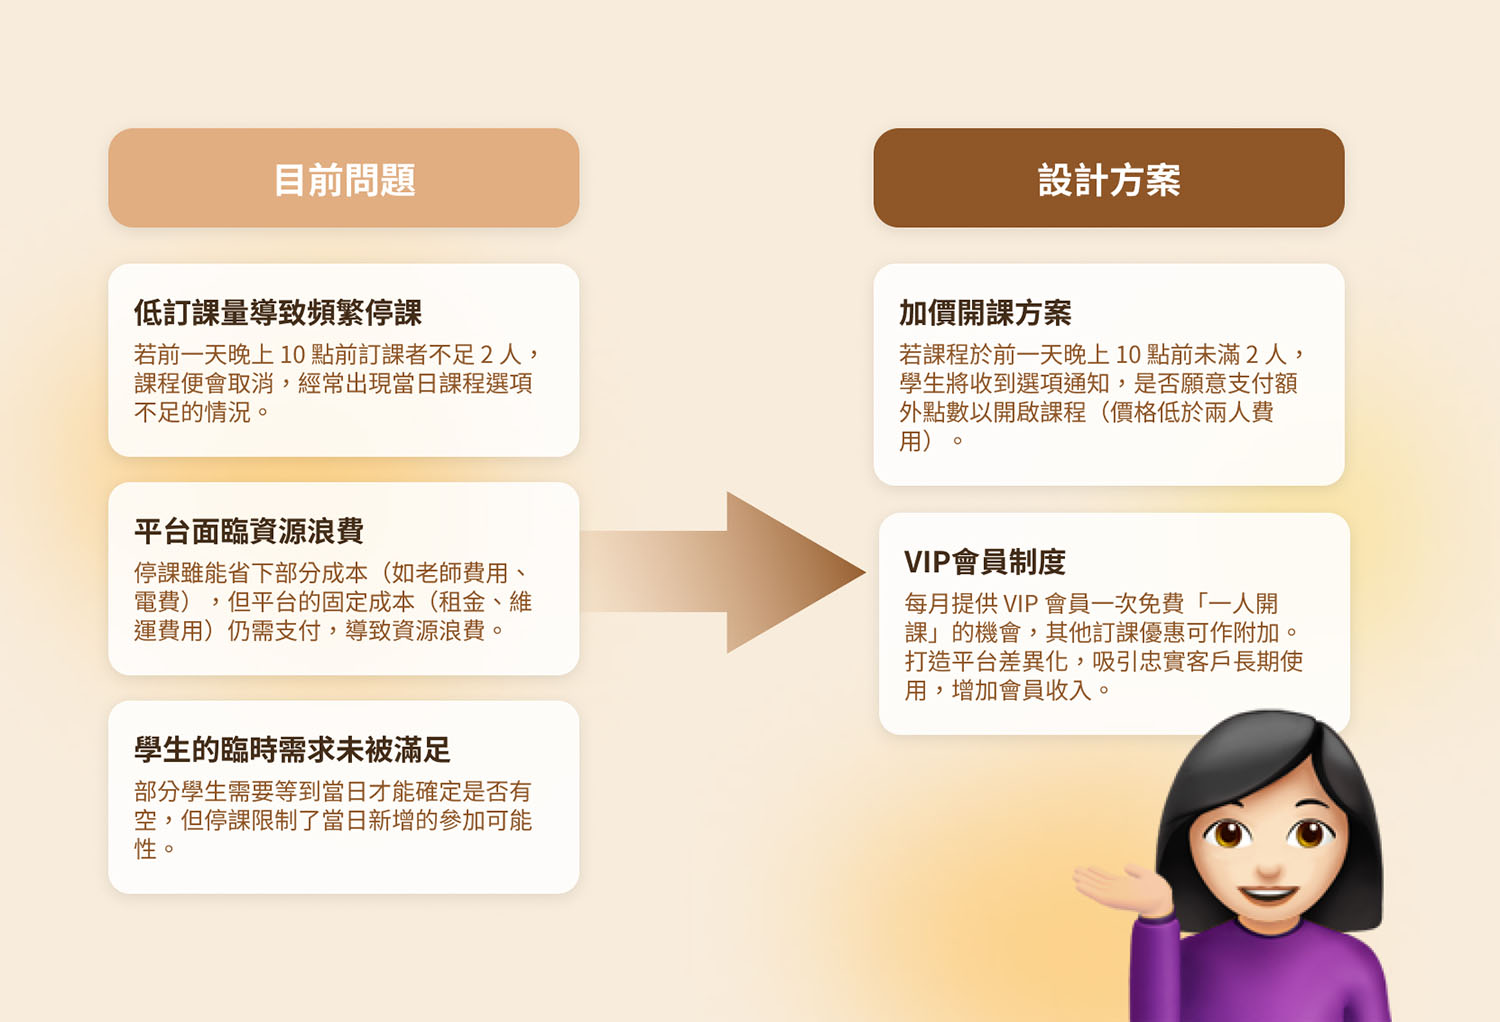 目前問題
低訂課量導致頻繁停課
若前一天晚上 10 點前訂課者不足 2 人，
課程便會取消，經常出現當日課程選項
不足的情況。
平台面臨資源浪費
停課雖能省下部分成本（如老師費用、
電費），但平台的固定成本（租金、維
運費用）仍需支付，導致資源浪費。
學生的臨時需求未被滿足
部分學生需要等到當日才能確定是否有
空，但停課限制了當日新增的參加可能
性。
設計方案
加價開課方案
若課程於前一天晚上 10 點前未滿 2 人，
學生將收到選項通知，是否願意支付額
外點數以開啟課程（價格低於兩人費
用）。
VIP會員制度
每月提供 VIP 會員一次免費「一人開
課」的機會，其他訂課優惠可作附加。
打造平台差異化，吸引忠實客戶長期使
用，增加會員收入。